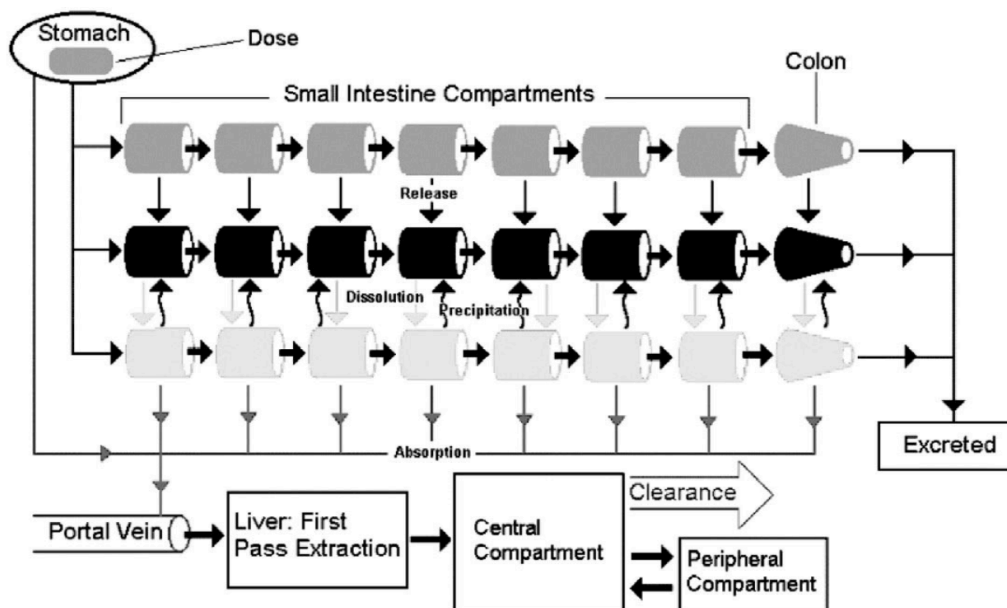 Stomach
Dose
Small Intestine Compartments
Colon
Release
Dissolution
Precipitation
Absorption
Excreted
Portal Vein
Liver: First
Pass Extraction
Central
Compartment
Clearance
Peripheral
Compartment